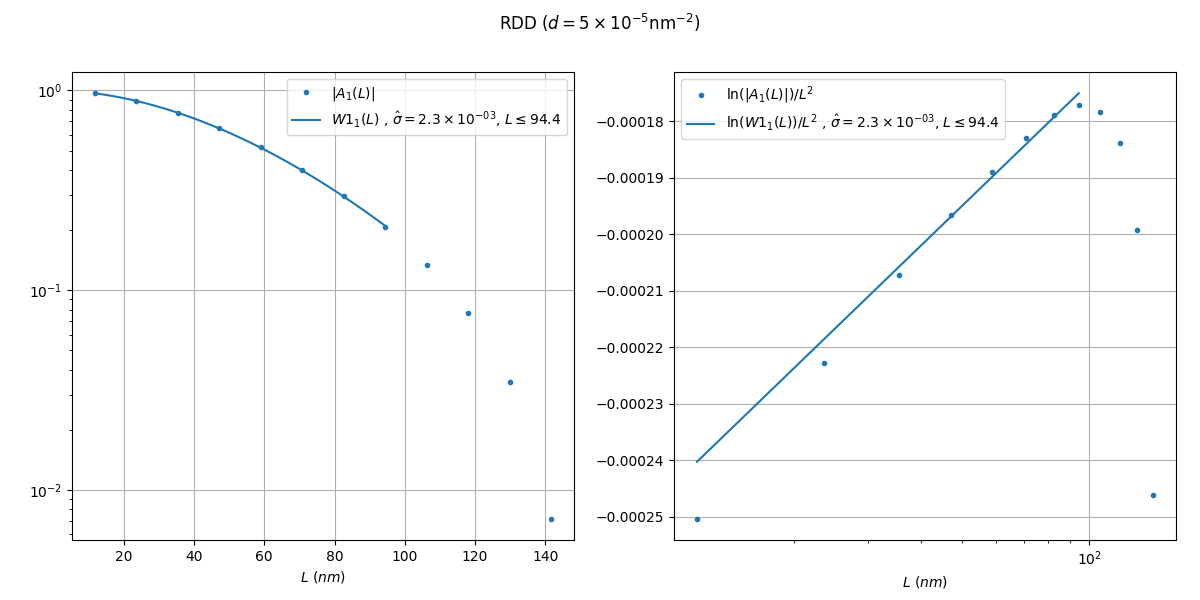 RDD (d = 5 × 10⁻⁵nm⁻²)
|A₁(L)|
W1₁(L) , σ̂ = 2.3 × 10⁻⁰³, L ≤ 94.4
10⁰
10⁻¹
10⁻²
20 40 60 80 100 120 140
L (nm)
ln(|A₁(L)|)/L²
ln(W1₁(L))/L² , σ̂ = 2.3 × 10⁻⁰³, L ≤ 94.4
−0.00018
−0.00019
−0.00020
−0.00021
−0.00022
−0.00023
−0.00024
−0.00025
10²
L (nm)